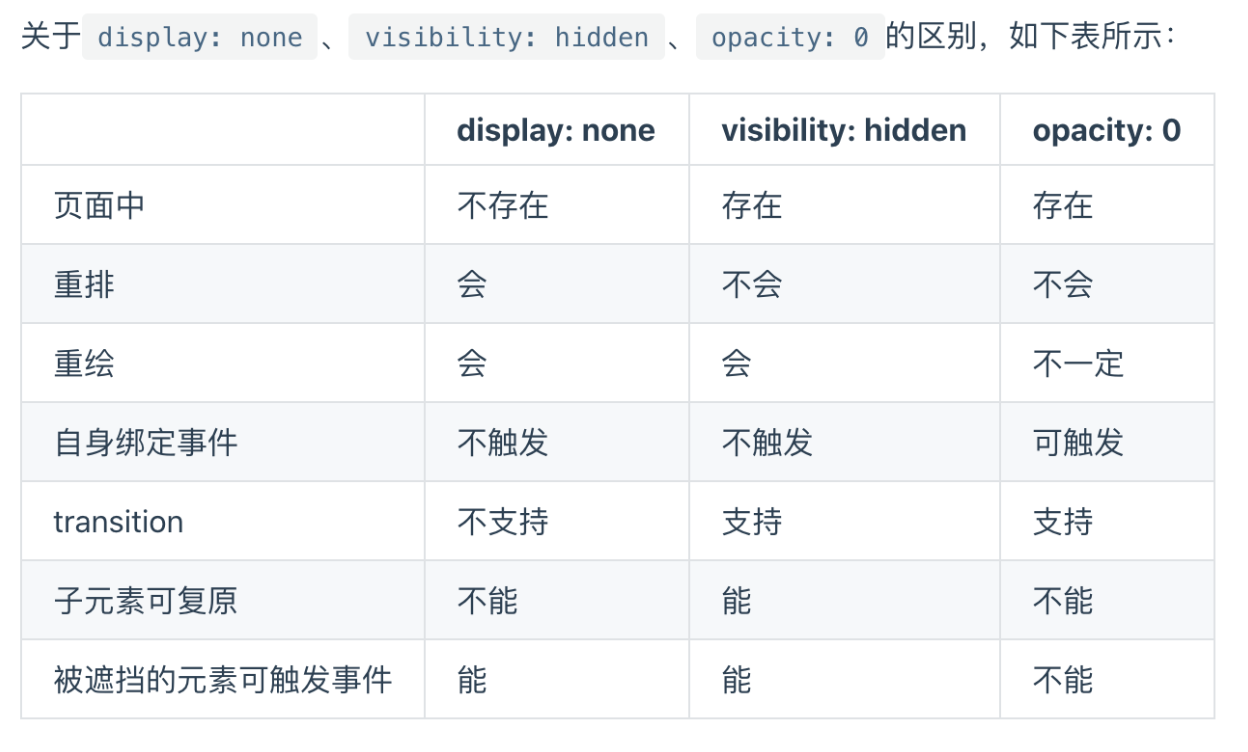 关于 display: none 、 visibility: hidden 、 opacity: 0 的区别，如下表所示：
display: none visibility: hidden opacity: 0
页面中 不存在 存在 存在
重排 会 不会 不会
重绘 会 会 不一定
自身绑定事件 不触发 不触发 可触发
transition 不支持 支持 支持
子元素可复原 不能 能 不能
被遮挡的元素可触发事件 能 能 不能